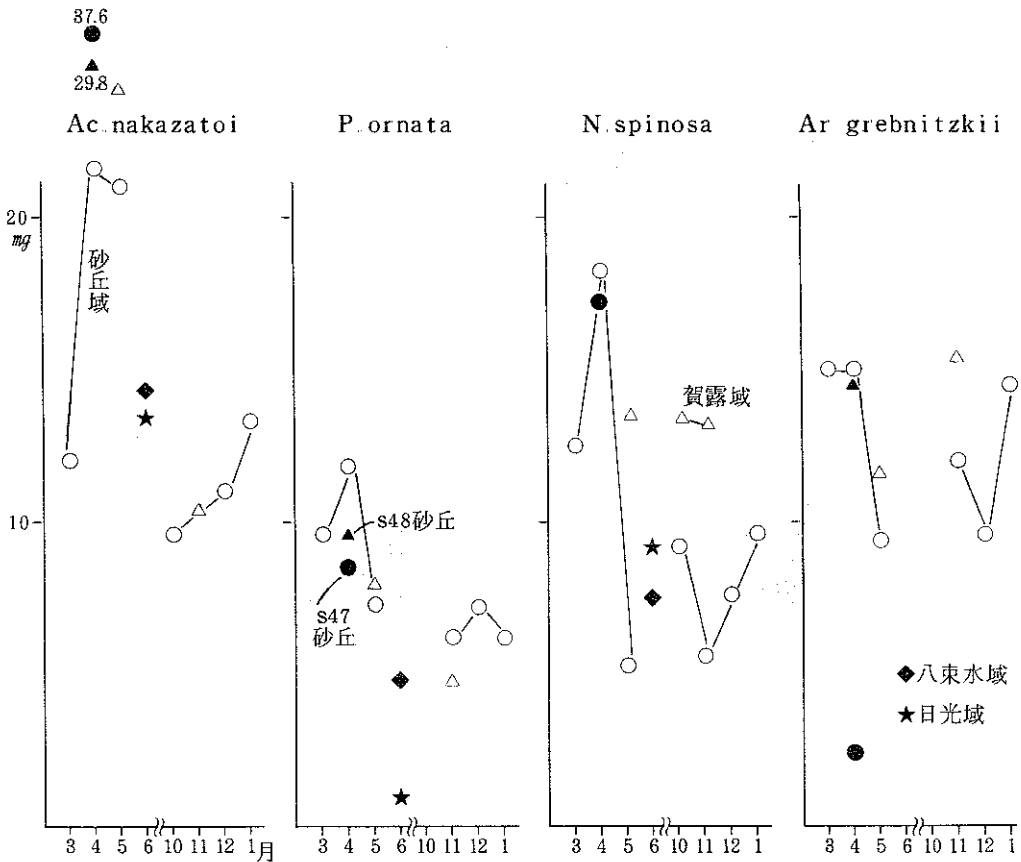 37.6
29.8
Ac. nakazatoi
P. ornata
N. spinosa
Ar grebnitzkii
20
mg
砂丘域
賀露域
10
s48砂丘
s47
砂丘
八束水域
日光域
3 4 5 6 10 11 12 1月
3 4 5 6 10 11 12 1
3 4 5 6 10 11 12 1
3 4 5 6 10 11 12 1